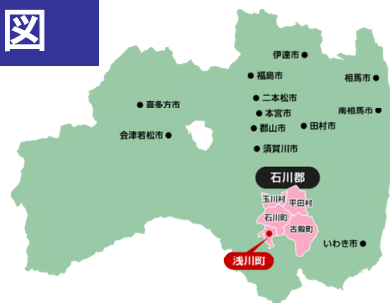 図
伊達市
福島市
相馬市
二本松市
喜多方市
本宮市
南相馬市
郡山市
田村市
会津若松市
須賀川市
石川郡
玉川村
平田村
石川町
古殿町
いわき市
浅川町